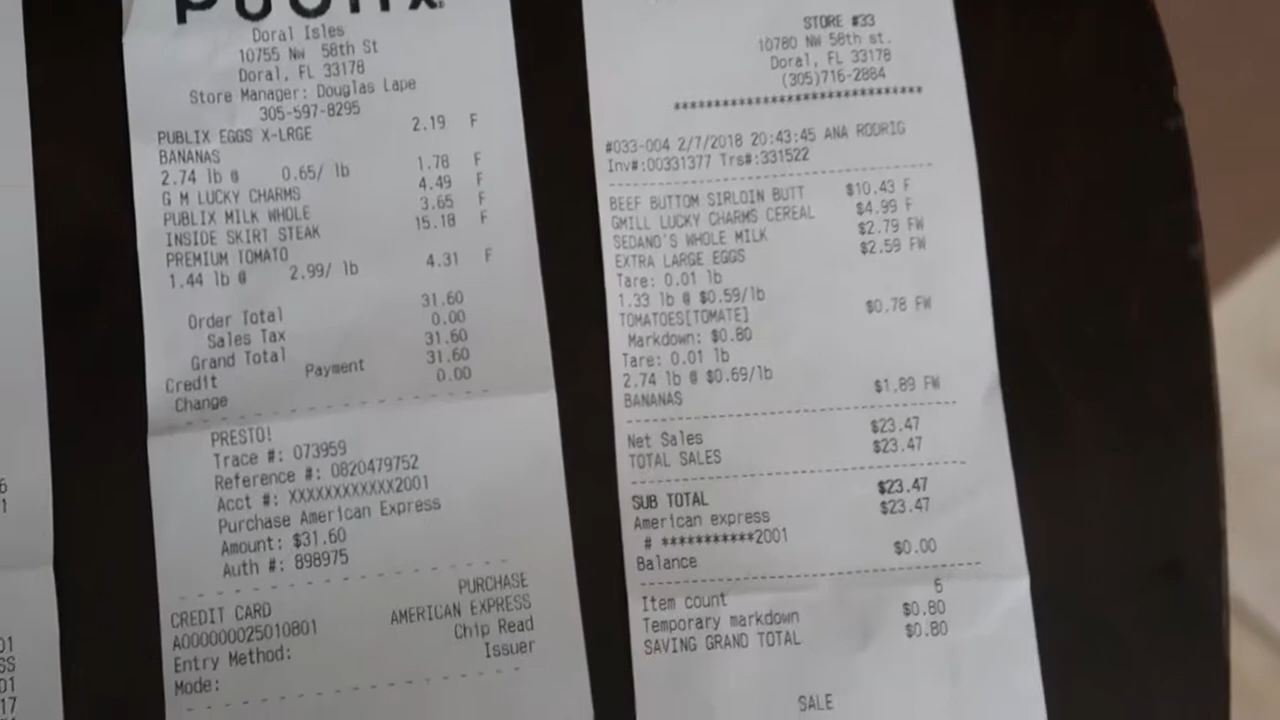 6
1
01
SS
01
17
Publix
Doral Isles
10755 Nw 58th St
Doral, FL 33178
Store Manager: Douglas Lape
305-597-8295
PUBLIX EGGS X-LRGE 2.19 F
BANANAS
2.74 lb @ 0.65/ lb 1.78 F
G M LUCKY CHARMS 4.49 F
PUBLIX MILK WHOLE 3.65 F
INSIDE SKIRT STEAK 15.18 F
PREMIUM TOMATO
1.44 lb @ 2.99/ lb 4.31 F
Order Total 31.60
Sales Tax 0.00
Grand Total 31.60
Credit Payment 31.60
Change 0.00
PRESTO!
Trace #: 073959
Reference #: 0820479752
Acct #: XXXXXXXXXXXX2001
Purchase American Express
Amount: $31.60
Auth #: 898975
CREDIT CARD PURCHASE
A000000025010801 AMERICAN EXPRESS
Entry Method: Chip Read
Mode: Issuer
STORE #33
10780 NW 58th st.
Doral, FL 33178
(305)716-2884
******************************
#033-004 2/7/2018 20:43:45 ANA RODRIG
Inv#:00331377 Trs#:331522
BEEF BUTTOM SIRLOIN BUTT $10.43 F
GMILL LUCKY CHARMS CEREAL $4.99 F
SEDANO'S WHOLE MILK $2.79 FW
EXTRA LARGE EGGS $2.59 FW
Tare: 0.01 lb
1.33 lb @ $0.59/lb
TOMATOES[TOMATE] $0.78 FW
Markdown: $0.80
Tare: 0.01 lb
2.74 lb @ $0.69/lb
BANANAS $1.89 FW
Net Sales $23.47
TOTAL SALES $23.47
SUB TOTAL $23.47
American express $23.47
# ***********2001
Balance $0.00
Item count 6
Temporary markdown $0.80
SAVING GRAND TOTAL $0.80
SALE